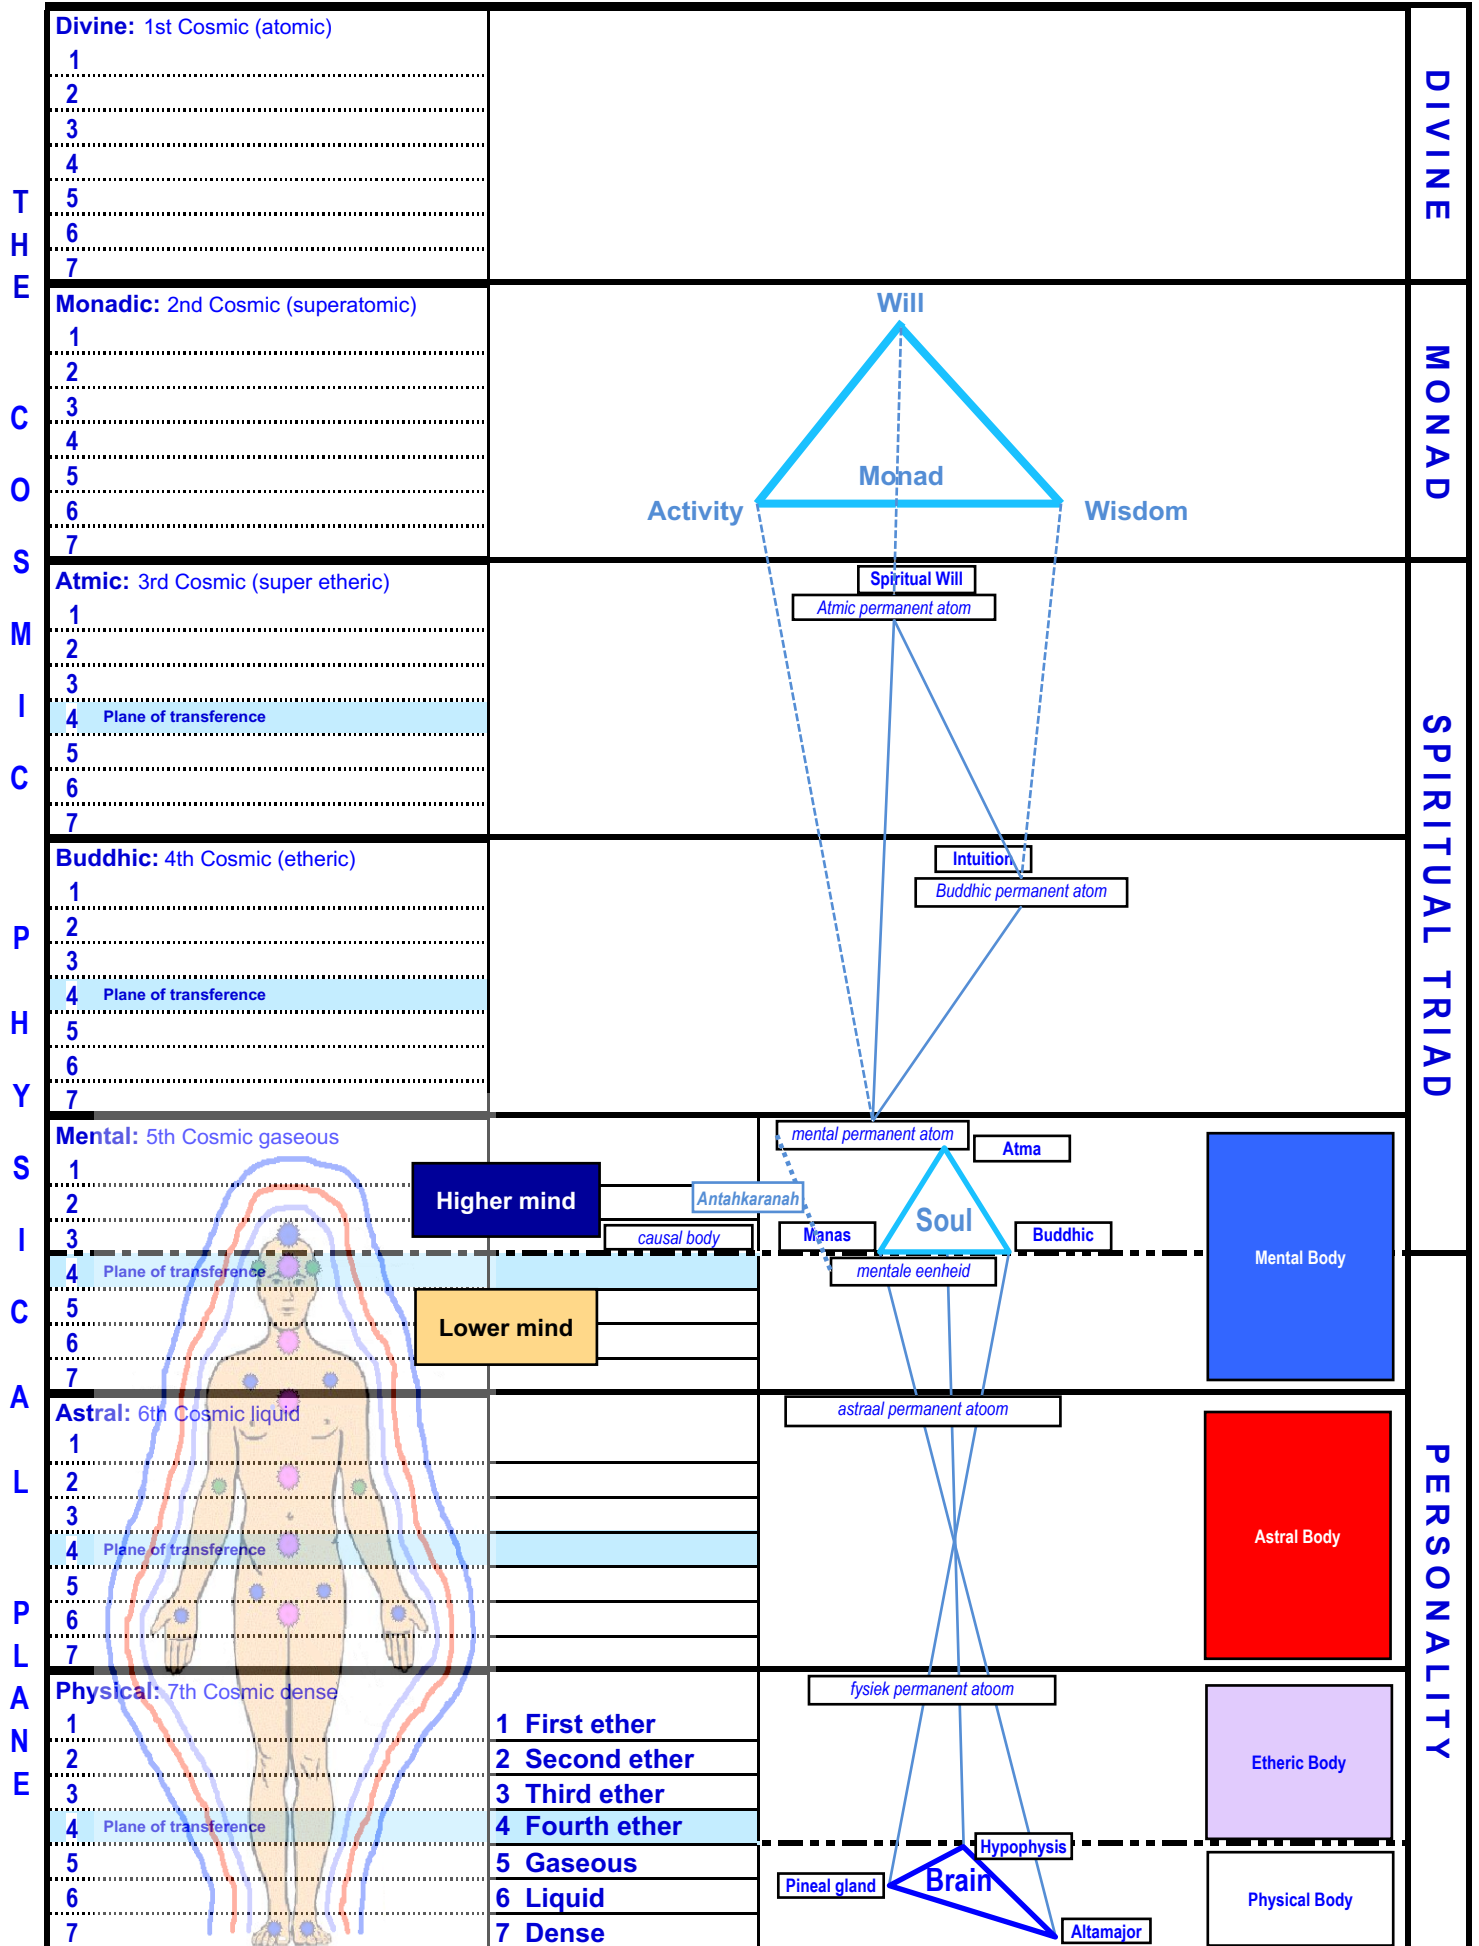 THE COSMIC PHYSICAL PLANE
Divine: 1st Cosmic (atomic)
1
2
3
4
5
6
7
DIVINE
Monadic: 2nd Cosmic (superatomic)
1
2
3
4
5
6
7
Will
Monad
Activity
Wisdom
MONAD
Atmic: 3rd Cosmic (super etheric)
1
2
3
4 Plane of transference
5
6
7
Spiritual Will
Atmic permanent atom
SPIRITUAL TRIAD
Buddhic: 4th Cosmic (etheric)
1
2
3
4 Plane of transference
5
6
7
Intuition
Buddhic permanent atom
Mental: 5th Cosmic gaseous
1
2
3
4 Plane of transference
5
6
7
Higher mind
causal body
Lower mind
mental permanent atom
Atma
Antahkaranah
Soul
Manas
Buddhic
mentale eenheid
Mental Body
PERSONALITY
Astral: 6th Cosmic liquid
1
2
3
4 Plane of transference
5
6
7
astraal permanent atoom
Astral Body
Physical: 7th Cosmic dense
1
2
3
4 Plane of transference
5
6
7
1 First ether
2 Second ether
3 Third ether
4 Fourth ether
5 Gaseous
6 Liquid
7 Dense
fysiek permanent atoom
Etheric Body
Hypophysis
Pineal gland
Brain
Altamajor
Physical Body